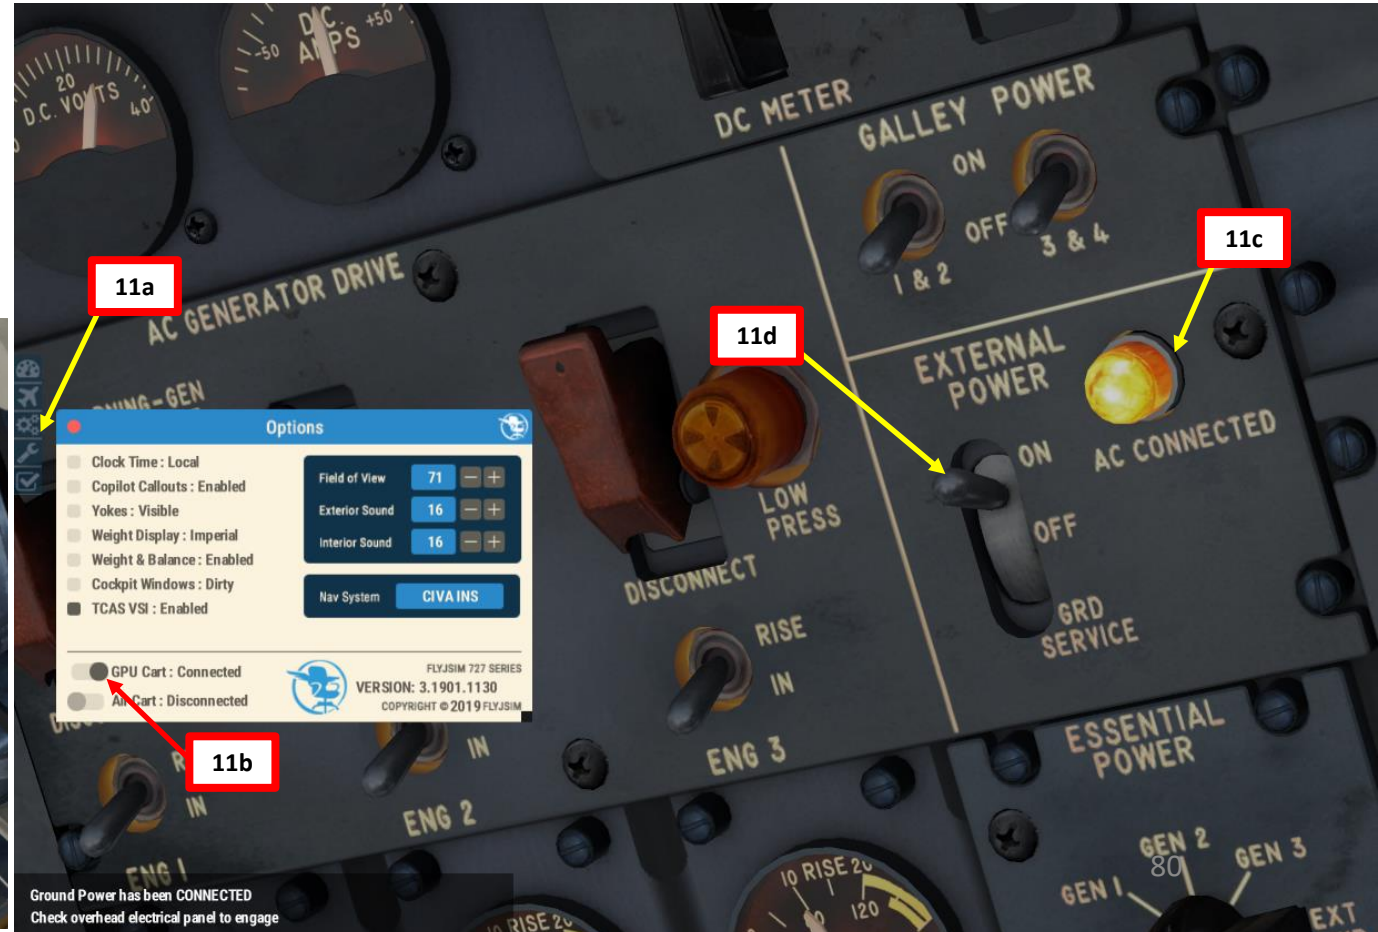 D.C.
AMPS
-50
+50
20
40
D.C. VOLTS
DC METER
GALLEY POWER
ON
OFF
1 & 2
3 & 4
11c
11a
AC GENERATOR DRIVE
11d
EXTERNAL
POWER
AC CONNECTED
ON
OFF
GRD
SERVICE
LOW
PRESS
DISCONNECT
RISE
IN
ENG 3
Options
Clock Time : Local
Copilot Callouts : Enabled
Yokes : Visible
Weight Display : Imperial
Weight & Balance : Enabled
Cockpit Windows : Dirty
TCAS VSI : Enabled
Field of View 71 − +
Exterior Sound 16 − +
Interior Sound 16 − +
Nav System CIVA INS
GPU Cart : Connected
Air Cart : Disconnected
FLYJSIM 727 SERIES
VERSION: 3.1901.1130
COPYRIGHT © 2019 FLYJSIM
11b
IN
ENG 2
IN
ENG 1
ESSENTIAL
POWER
GEN 1
GEN 2
GEN 3
EXT
80
10 RISE 20
120
RISE 20
Ground Power has been CONNECTED
Check overhead electrical panel to engage